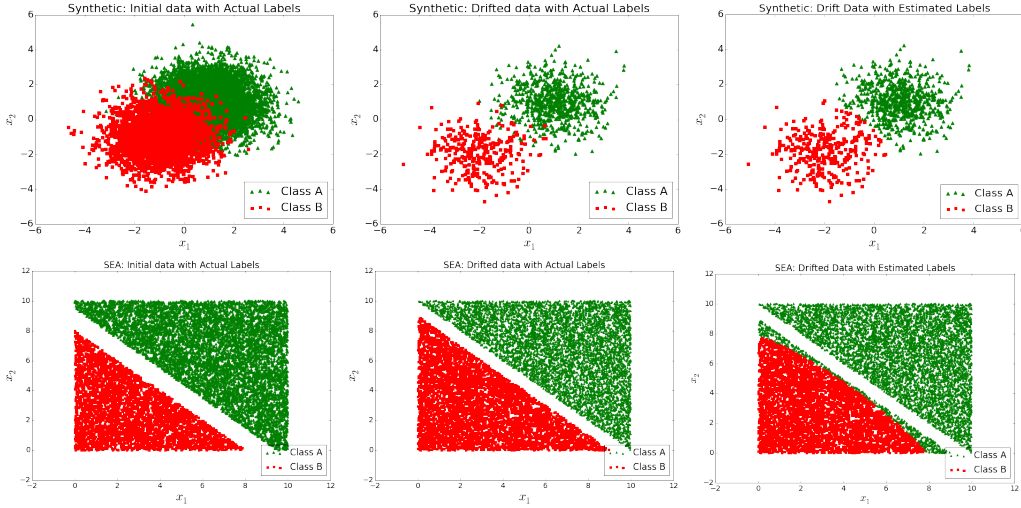 Synthetic: Initial data with Actual Labels
6
4
2
0
−2
−4
−6
−6 −4 −2 0 2 4 6
x₂
x₁
Class A
Class B
Synthetic: Drifted data with Actual Labels
6
4
2
0
−2
−4
−6
−6 −4 −2 0 2 4 6
x₂
x₁
Class A
Class B
Synthetic: Drift Data with Estimated Labels
6
4
2
0
−2
−4
−6
−6 −4 −2 0 2 4 6
x₂
x₁
Class A
Class B
SEA: Initial data with Actual Labels
12
10
8
6
4
2
0
−2
−2 0 2 4 6 8 10 12
x₂
x₁
Class A
Class B
SEA: Drifted data with Actual Labels
12
10
8
6
4
2
0
−2
−2 0 2 4 6 8 10 12
x₂
x₁
Class A
Class B
SEA: Drifted Data with Estimated Labels
12
10
8
6
4
2
0
−2
−2 0 2 4 6 8 10 12
x₂
x₁
Class A
Class B